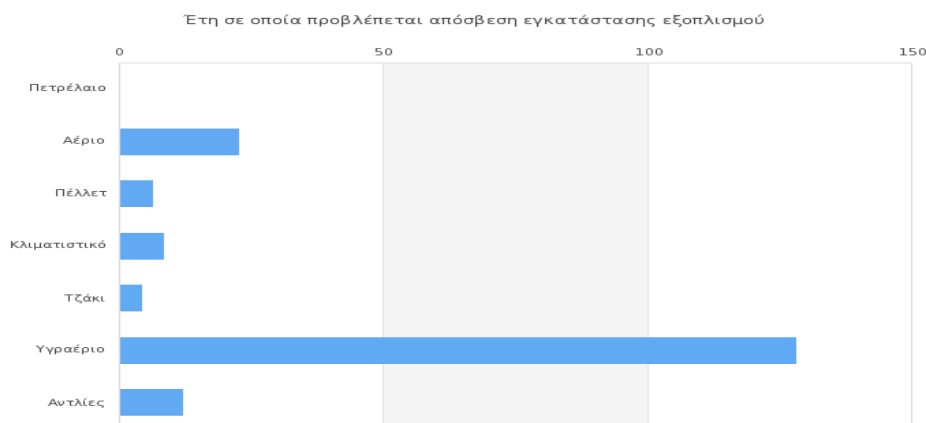 Έτη σε οποία προβλέπεται απόσβεση εγκατάστασης εξοπλισμού
0 50 100 150
Πετρέλαιο
Αέριο
Πέλλετ
Κλιματιστικό
Τζάκι
Υγραέριο
Αντλίες